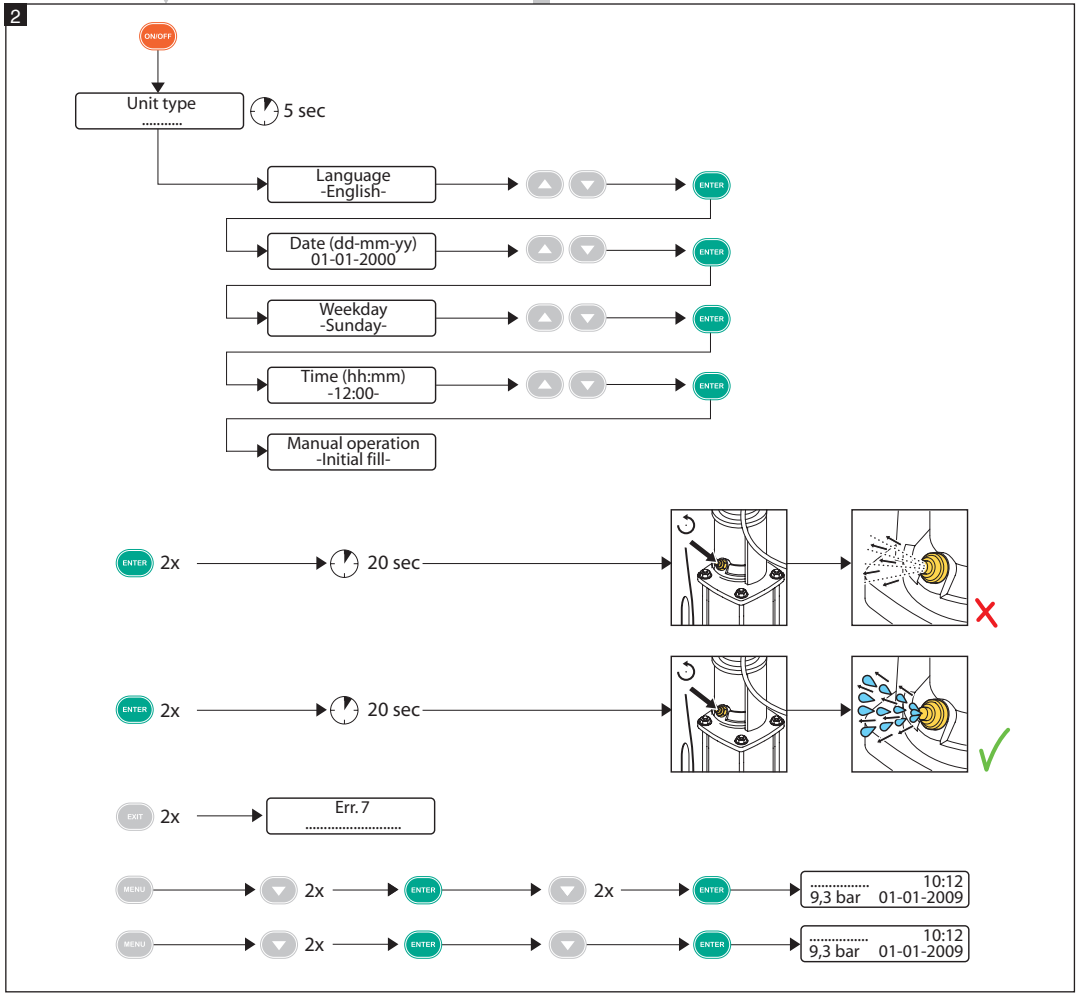 2
ON/OFF
Unit type
...........
5 sec
Language
-English-
ENTER
Date (dd-mm-yy)
01-01-2000
ENTER
Weekday
-Sunday-
ENTER
Time (hh:mm)
-12:00-
ENTER
Manual operation
-Initial fill-
ENTER 2x 20 sec
ENTER 2x 20 sec
EXIT 2x Err. 7
..........................
MENU 2x ENTER 2x ENTER ................ 10:12
9,3 bar 01-01-2009
MENU 2x ENTER ENTER ................ 10:12
9,3 bar 01-01-2009